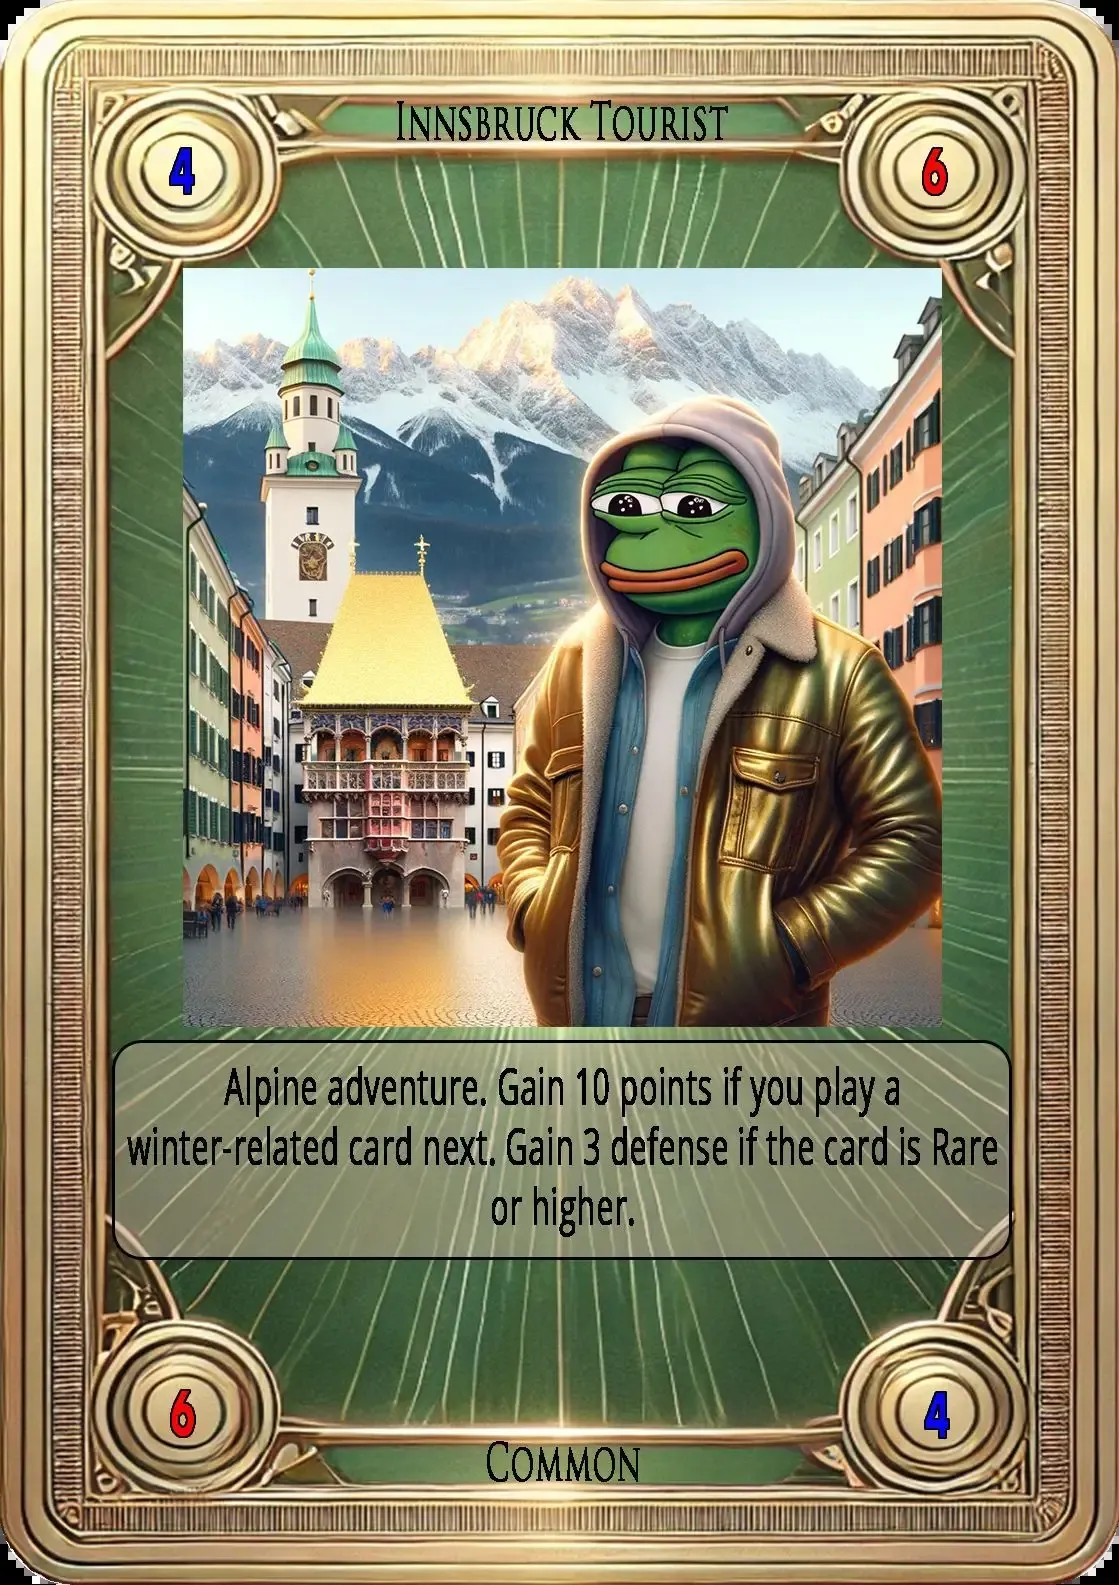 Innsbruck Tourist
4
6
Alpine adventure. Gain 10 points if you play a
winter-related card next. Gain 3 defense if the card is Rare
or higher.
6
4
Common